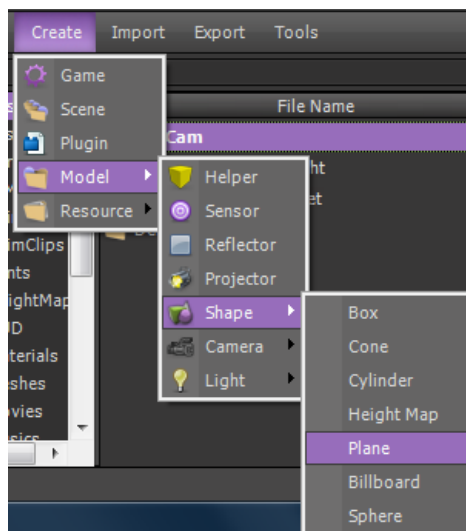 Create Import Export Tools
Game
Scene File Name
Plugin Cam
Model
Helper
Resource
Sensor
Reflector
Projector
Shape Box
Camera Cone
Light Cylinder
Height Map
Plane
Billboard
Sphere